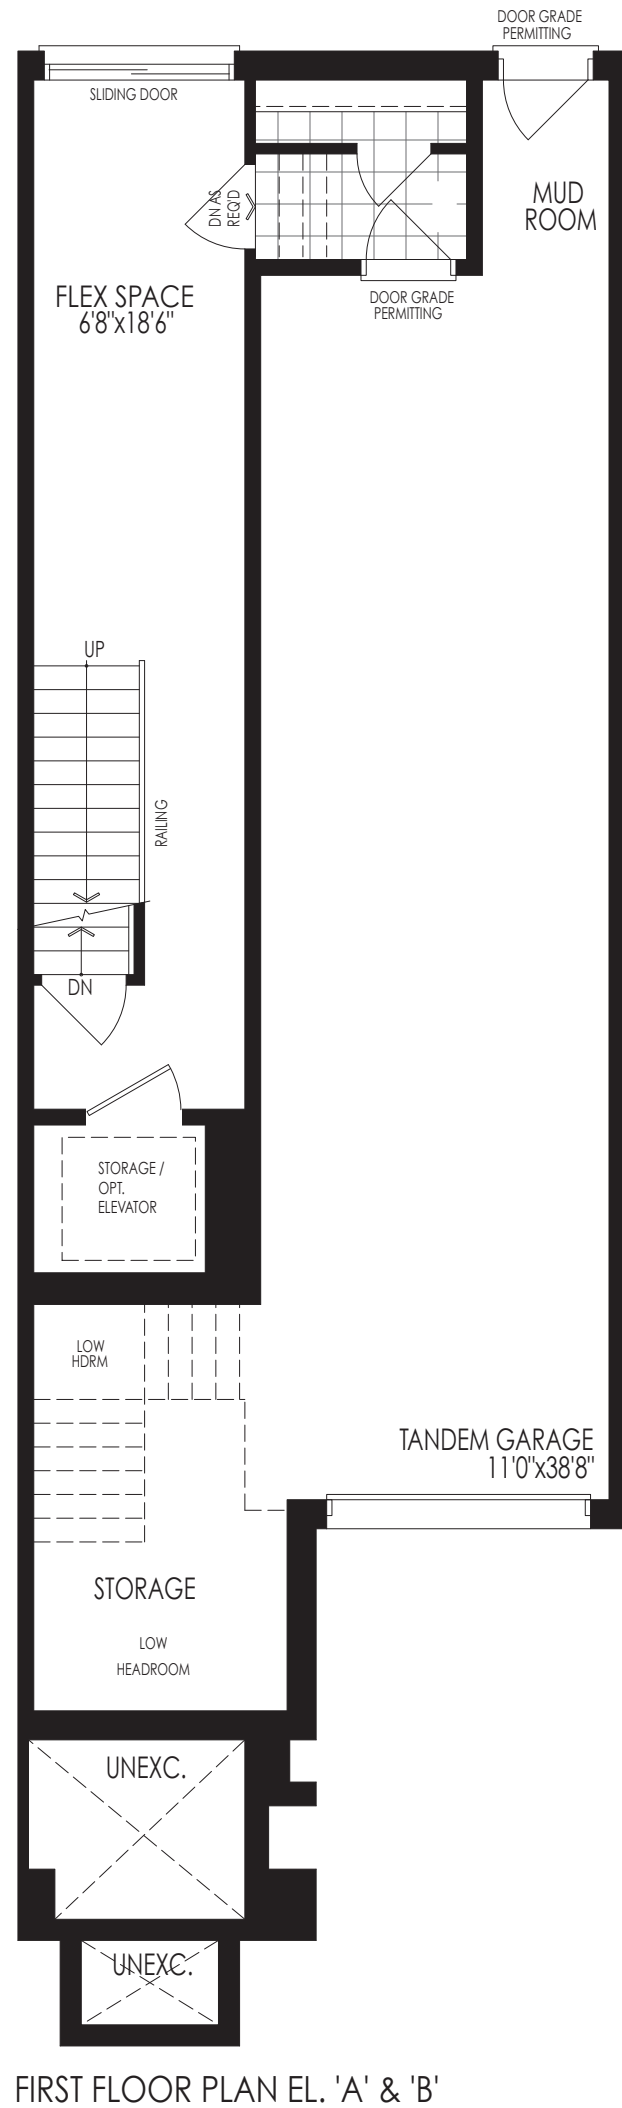 DOOR GRADE
PERMITTING
SLIDING DOOR
DN AS
REQ'D
MUD
ROOM
FLEX SPACE
6'8"x18'6"
DOOR GRADE
PERMITTING
UP
RAILING
DN
STORAGE /
OPT.
ELEVATOR
LOW
HDRM
TANDEM GARAGE
11'0"x38'8"
STORAGE
LOW
HEADROOM
UNEXC.
UNEXC.
FIRST FLOOR PLAN EL. 'A' & 'B'